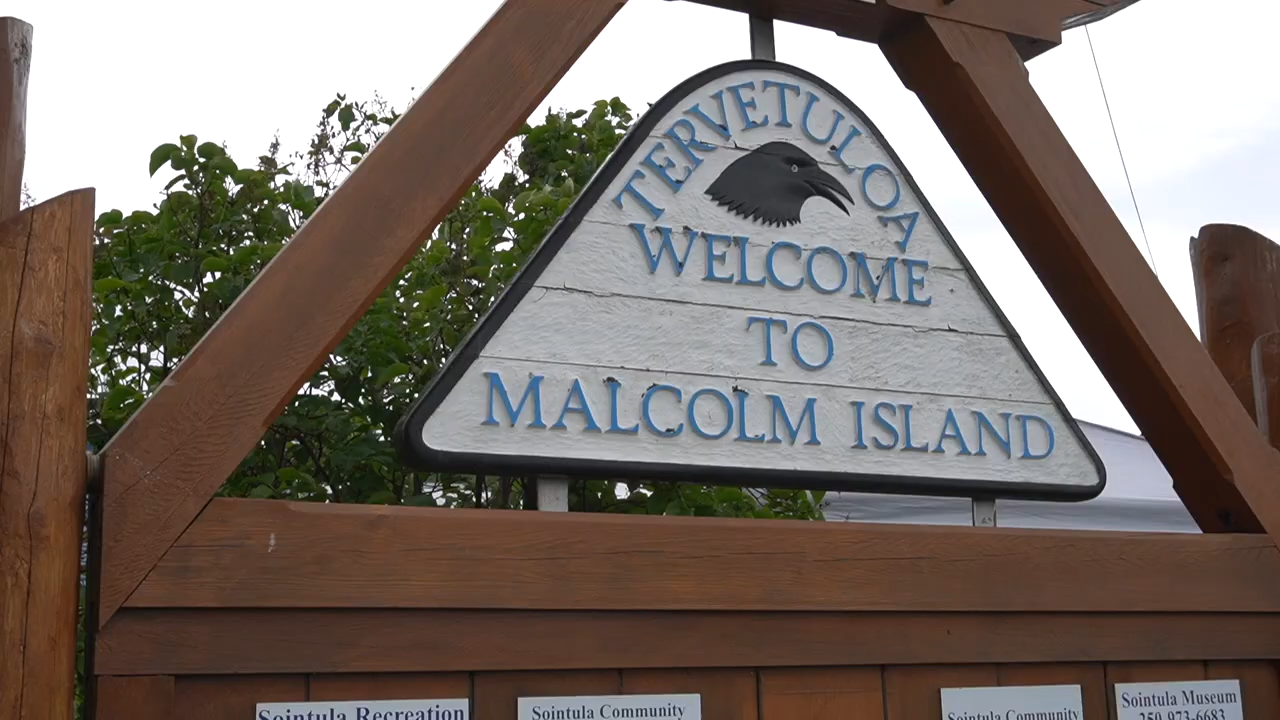 TERVETULOA
WELCOME
TO
MALCOLM ISLAND
Sointula Recreation
Sointula Community
Sointula Community
Sointula Museum
250-973-6683